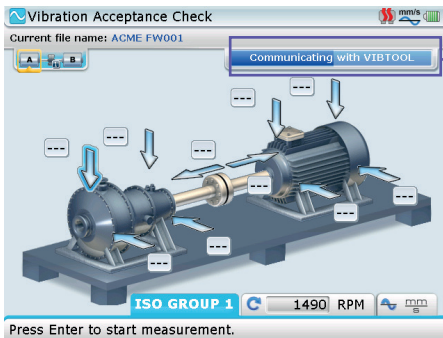 Vibration Acceptance Check
mm/s
Current file name: ACME FW001
A B
Communicating with VIBTOOL
---
---
---
---
---
---
---
---
---
---
ISO GROUP 1
1490 RPM
mm
s
Press Enter to start measurement.